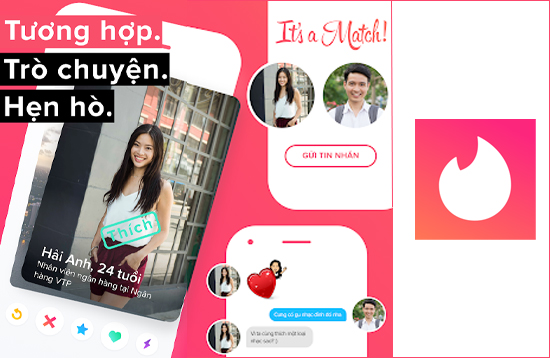 Tương hợp.
Trò chuyện.
Hẹn hò.
Thích
Hải Anh, 24 tuổi
Nhân viên ngân hàng tại Ngân
hàng VTP
It's a Match!
GỬI TIN NHẮN
Cưng có gu nhạc đỉnh đó nha
Vì ta cùng thích một loại
nhạc sao? :)